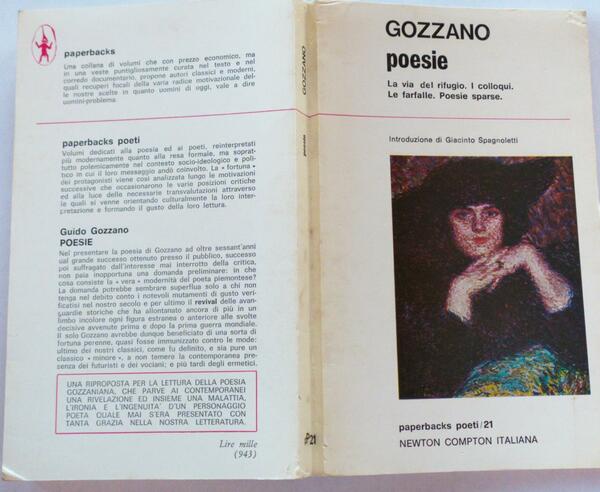 paperbacks
Una collana di volumi che con prezzo economico, ma
in una veste puntigliosamente curata nel testo e nel
corredo documentario, propone autori classici e moderni,
quali recuperi focali della varia radice motivazionale del-
le nostre scelte in quanto uomini di oggi, vale a dire
uomini-problema.
paperbacks poeti
Volumi dedicati alla poesia ed ai poeti, reinterpretati
più modernamente quanto alla resa formale, ma soprat-
tutto polemicamente nel contesto socio-ideologico e poli-
tico in cui il loro messaggio andò coinvolto. La « fortuna »
dei protagonisti viene così analizzata lungo le motivazioni
successive che occasionarono le varie posizioni critiche
ed alla luce delle necessarie transvalutazioni attraverso
le quali si venne orientando culturalmente la loro inter-
pretazione e formando il gusto della loro lettura.
Guido Gozzano
POESIE
Nel presentare la poesia di Gozzano ad oltre sessant'anni
dal grande successo ottenuto presso il pubblico, successo
poi suffragato dall'interesse mai interrotto della critica,
non paia inopportuna una domanda preliminare: in che
cosa consiste la « vera » modernità del poeta piemontese?
La domanda potrebbe sembrare superflua solo a chi non
tenga nel debito conto i notevoli mutamenti di gusto veri-
ficatisi nel nostro secolo e per ultimo il revival delle avan-
guardie storiche che ha allontanato ancora di più in un
limbo incolore ogni figura estranea o anteriore alle svolte
decisive avvenute prima e dopo la prima guerra mondiale.
Il solo Gozzano avrebbe dunque beneficiato di una sorta di
fortuna perenne, quasi fosse immunizzato contro le mode:
ultimo dei nostri classici, come fu definito, e sia pure un
classico « minore », a non temere la contemporanea pre-
senza dei futuristi e dei vociani; e più tardi degli ermetici.
UNA RIPROPOSTA PER LA LETTURA DELLA POESIA
GOZZANIANA, CHE PARVE AI CONTEMPORANEI
UNA RIVELAZIONE ED INSIEME UNA MALATTIA,
L'IRONIA E L'INGENUITA' D'UN PERSONAGGIO
POETA QUALE MAI S'ERA PRESENTATO CON
TANTA GRAZIA NELLA NOSTRA LETTERATURA.
Lire mille
(943)
GOZZANO
poesie
P21
GOZZANO
poesie
La via del rifugio. I colloqui.
Le farfalle. Poesie sparse.
Introduzione di Giacinto Spagnoletti
paperbacks poeti/21
NEWTON COMPTON ITALIANA